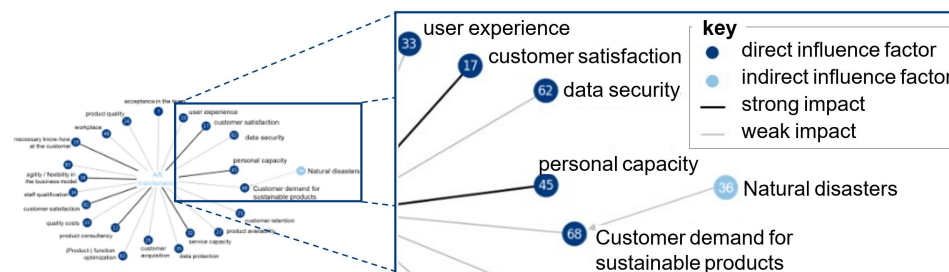 acceptance in the team
product quality
user experience
workplace
customer satisfaction
necessary know-how
at the customer
data security
personal capacity
agility / flexibility in
the business model
AR
maintenance
Natural disasters
staff qualification
Customer demand for
sustainable products
customer satisfaction
customer retention
quality costs
product availability
product consultancy
service capacity
(Product-) function
optimization
customer
acquisition
data protection
33 user experience
17 customer satisfaction
62 data security
personal capacity
45
36 Natural disasters
68 Customer demand for
sustainable products
key
direct influence factor
indirect influence factor
strong impact
weak impact